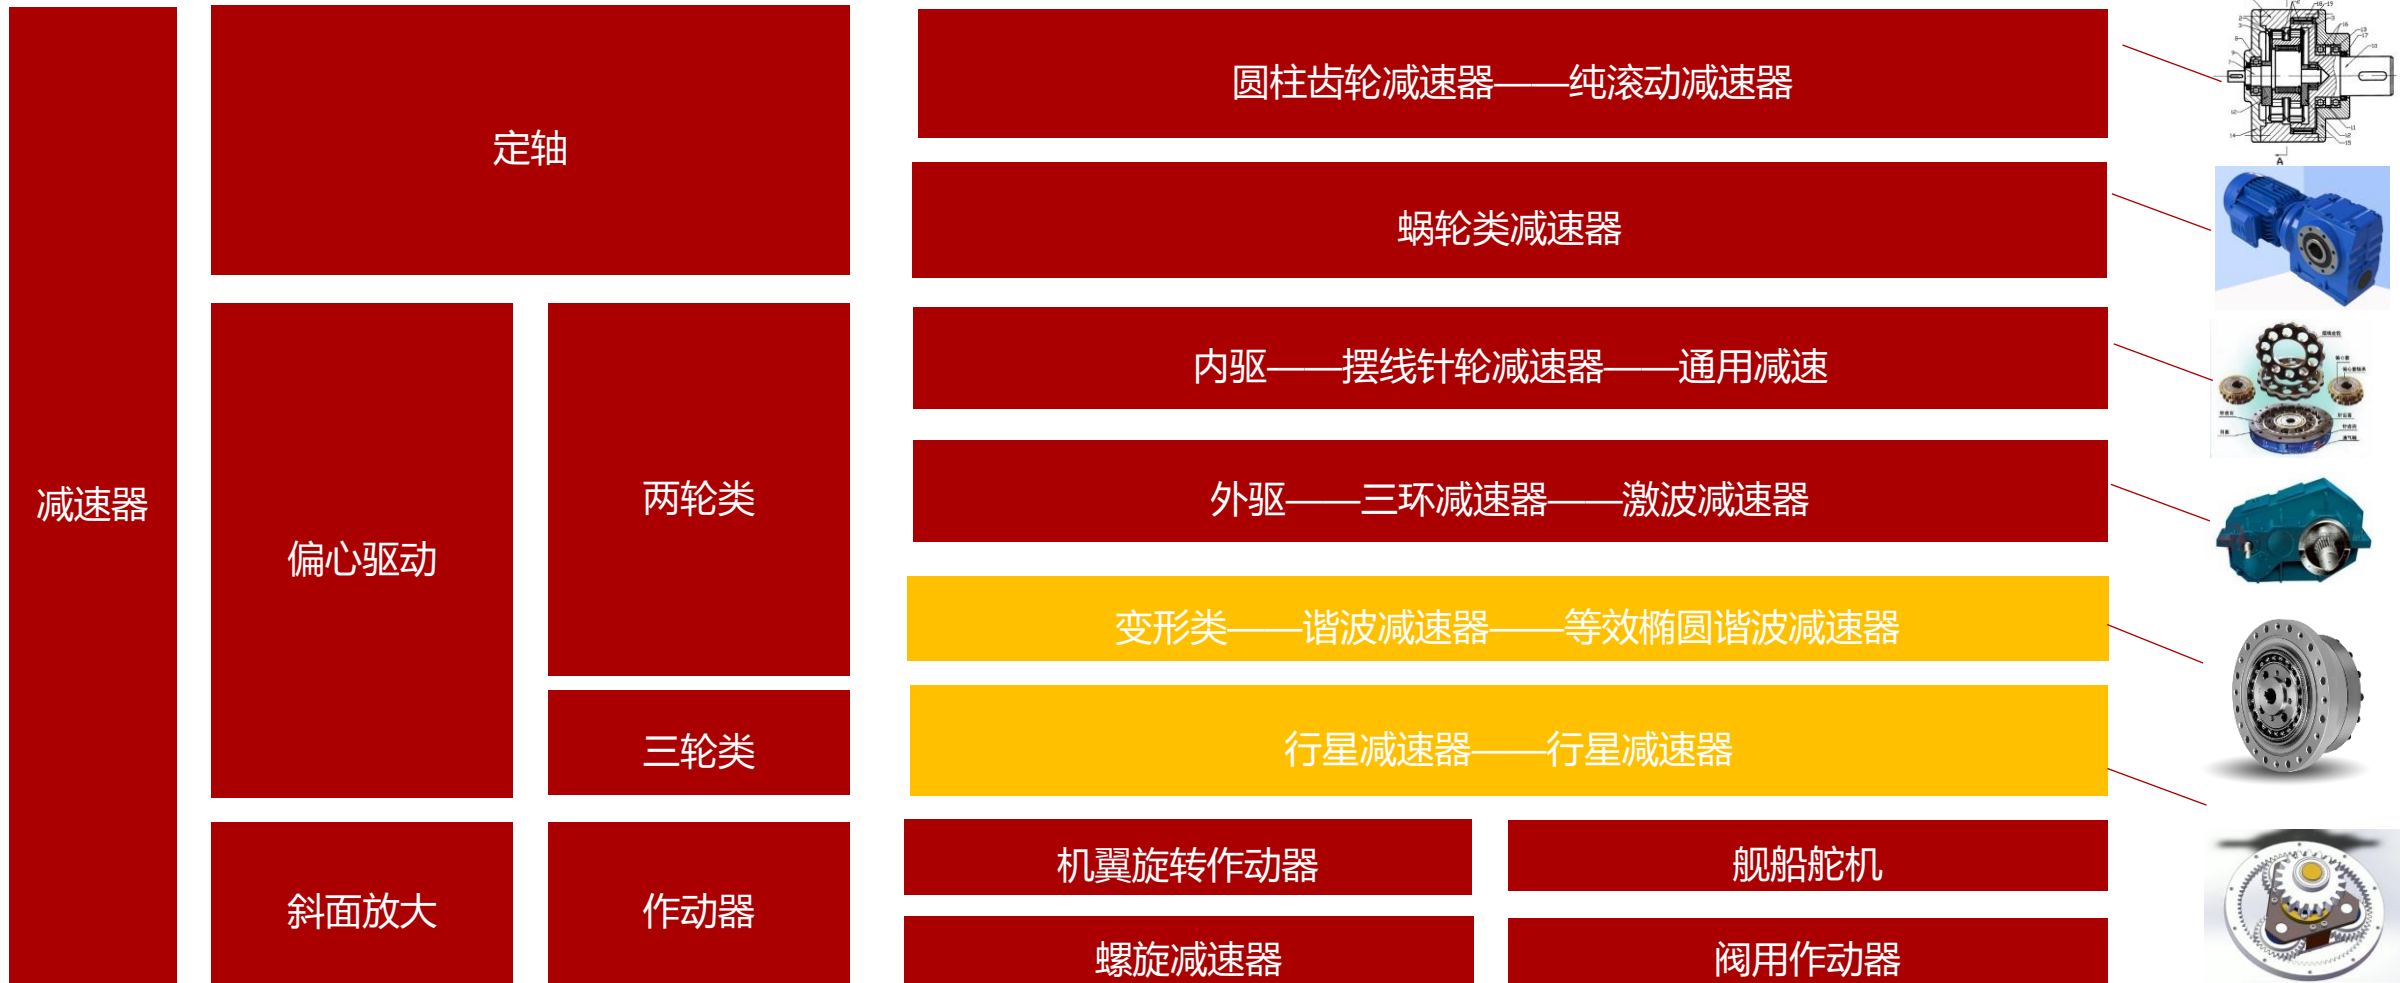 减速器
定轴
圆柱齿轮减速器——纯滚动减速器
蜗轮类减速器
偏心驱动
两轮类
内驱——摆线针轮减速器——通用减速
外驱——三环减速器——激波减速器
变形类——谐波减速器——等效椭圆谐波减速器
三轮类
行星减速器——行星减速器
斜面放大
作动器
机翼旋转作动器
舰船舵机
螺旋减速器
阀用作动器
A